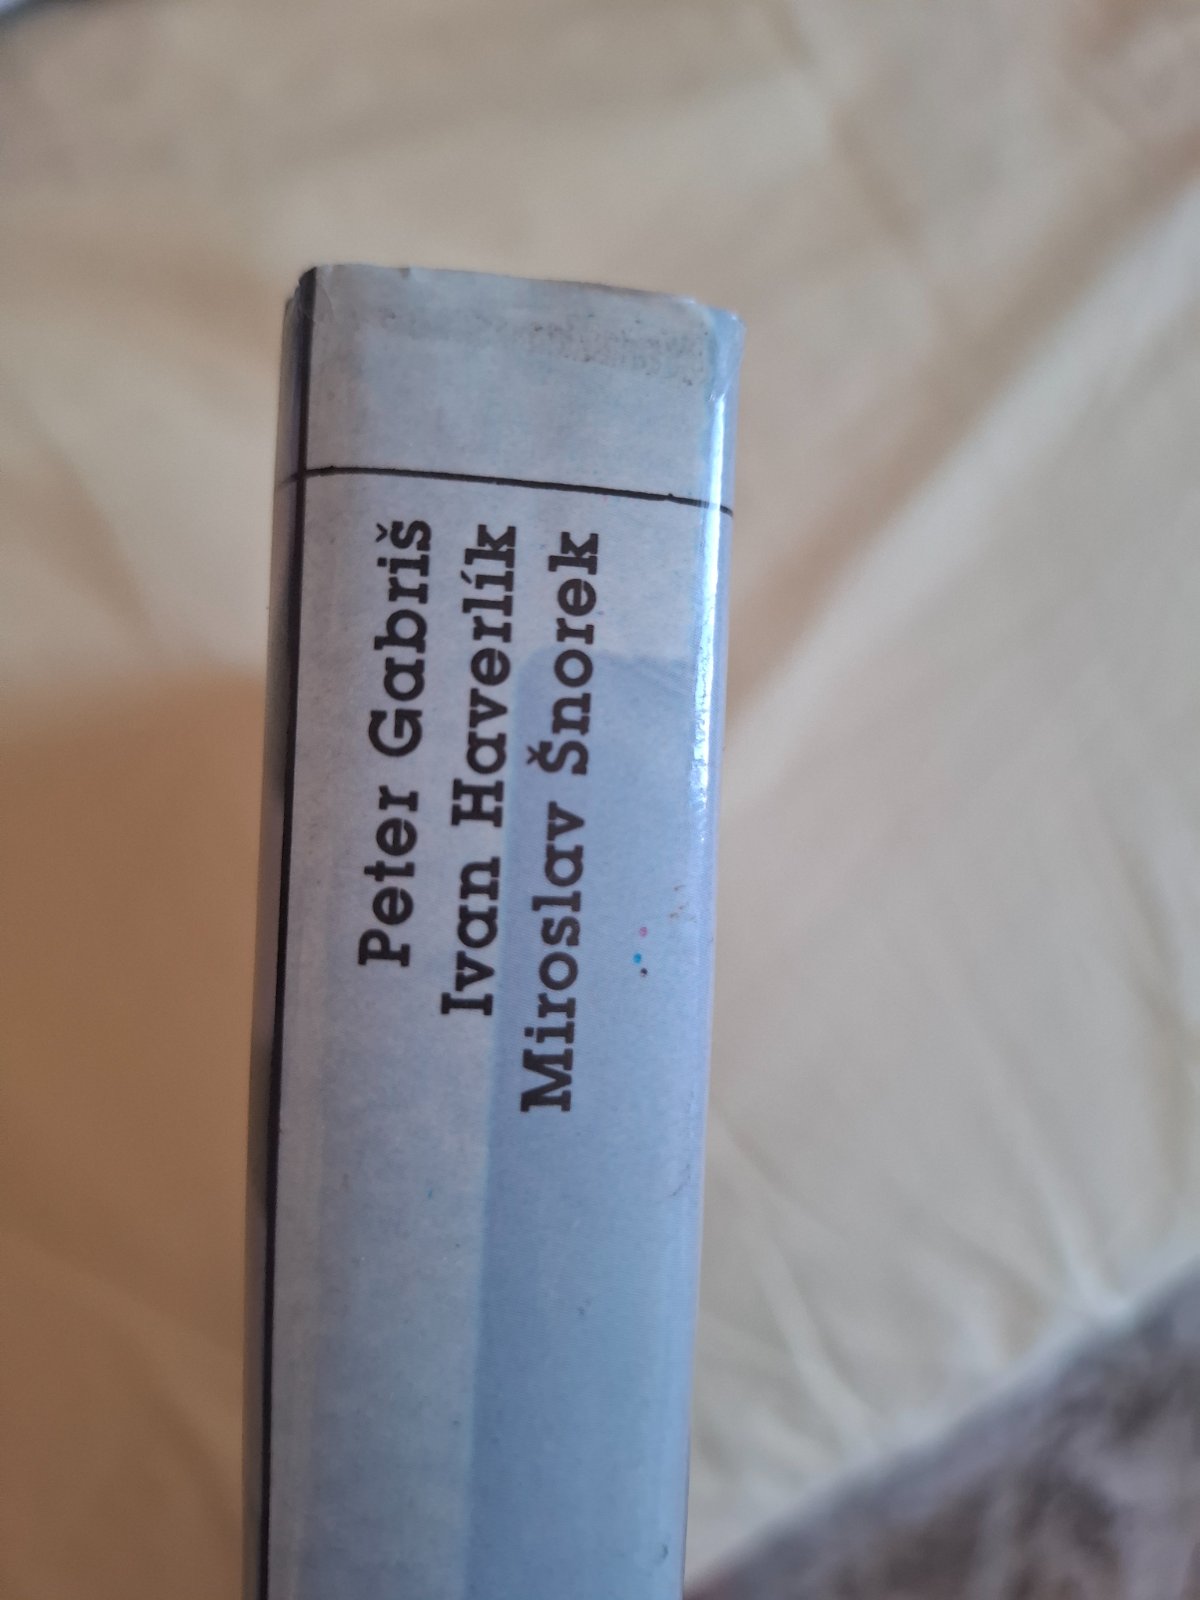 Peter Gabriš
Ivan Haverlík
Miroslav Šnorek